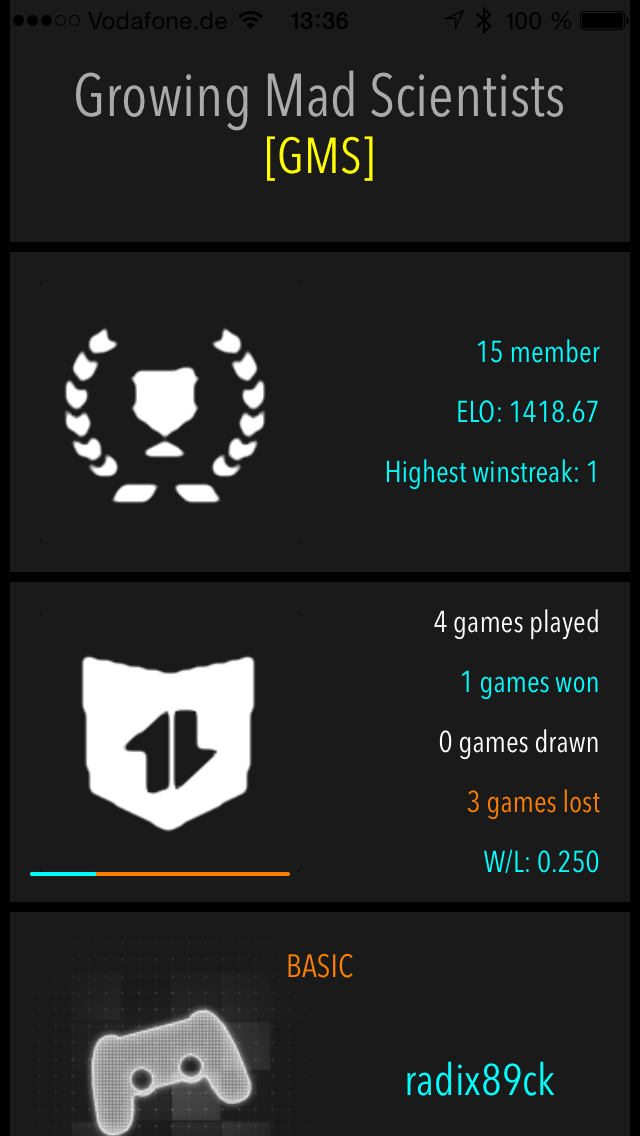 Vodafone.de 13:36 100 %
Growing Mad Scientists
[GMS]
15 member
ELO: 1418.67
Highest winstreak: 1
4 games played
1 games won
0 games drawn
3 games lost
W/L: 0.250
BASIC
radix89ck